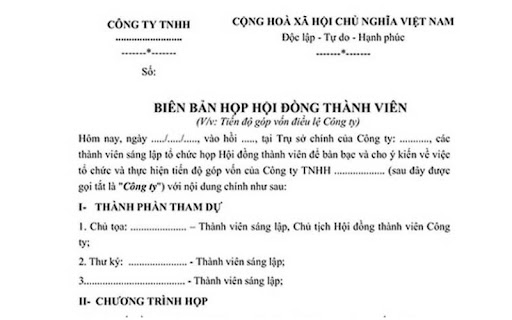 CÔNG TY TNHH
..........................
-------*-------
Số:
CỘNG HOÀ XÃ HỘI CHỦ NGHĨA VIỆT NAM
Độc lập - Tự do - Hạnh phúc
-------*-------
BIÊN BẢN HỌP HỘI ĐỒNG THÀNH VIÊN
(V/v: Tiến độ góp vốn điều lệ Công ty)
Hôm nay, ngày ...../...../....., vào hồi ....., tại Trụ sở chính của Công ty: .........., các
thành viên sáng lập tổ chức họp Hội đồng thành viên để bàn bạc và cho ý kiến về việc
tổ chức và thực hiện tiến độ góp vốn của Công ty TNHH ................... (sau đây được
gọi tắt là "Công ty") với nội dung chính như sau:
I- THÀNH PHẦN THAM DỰ
1. Chủ tọa: ...................... – Thành viên sáng lập, Chủ tịch Hội đồng thành viên Công
ty;
2. Thư ký: ...................... - Thành viên sáng lập;
3..................................... - Thành viên sáng lập;
II- CHƯƠNG TRÌNH HỌP